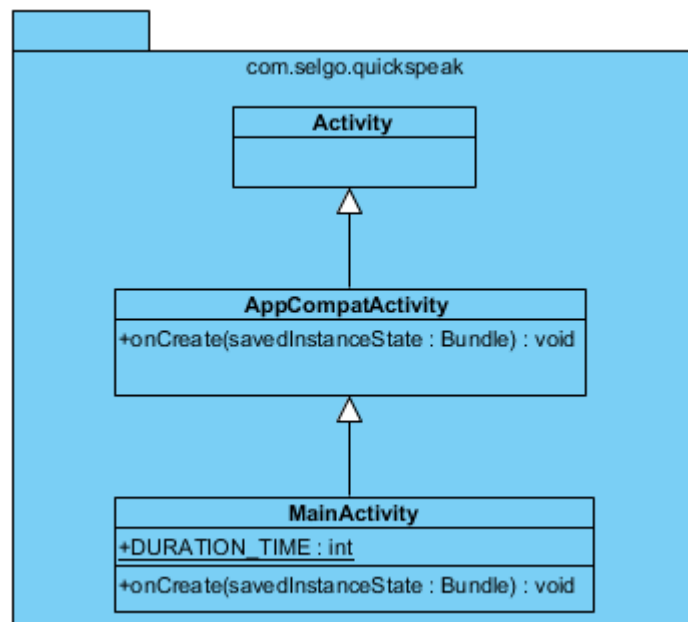 com.selgo.quickspeak
Activity
AppCompatActivity
+onCreate(savedInstanceState : Bundle) : void
MainActivity
+DURATION_TIME : int
+onCreate(savedInstanceState : Bundle) : void